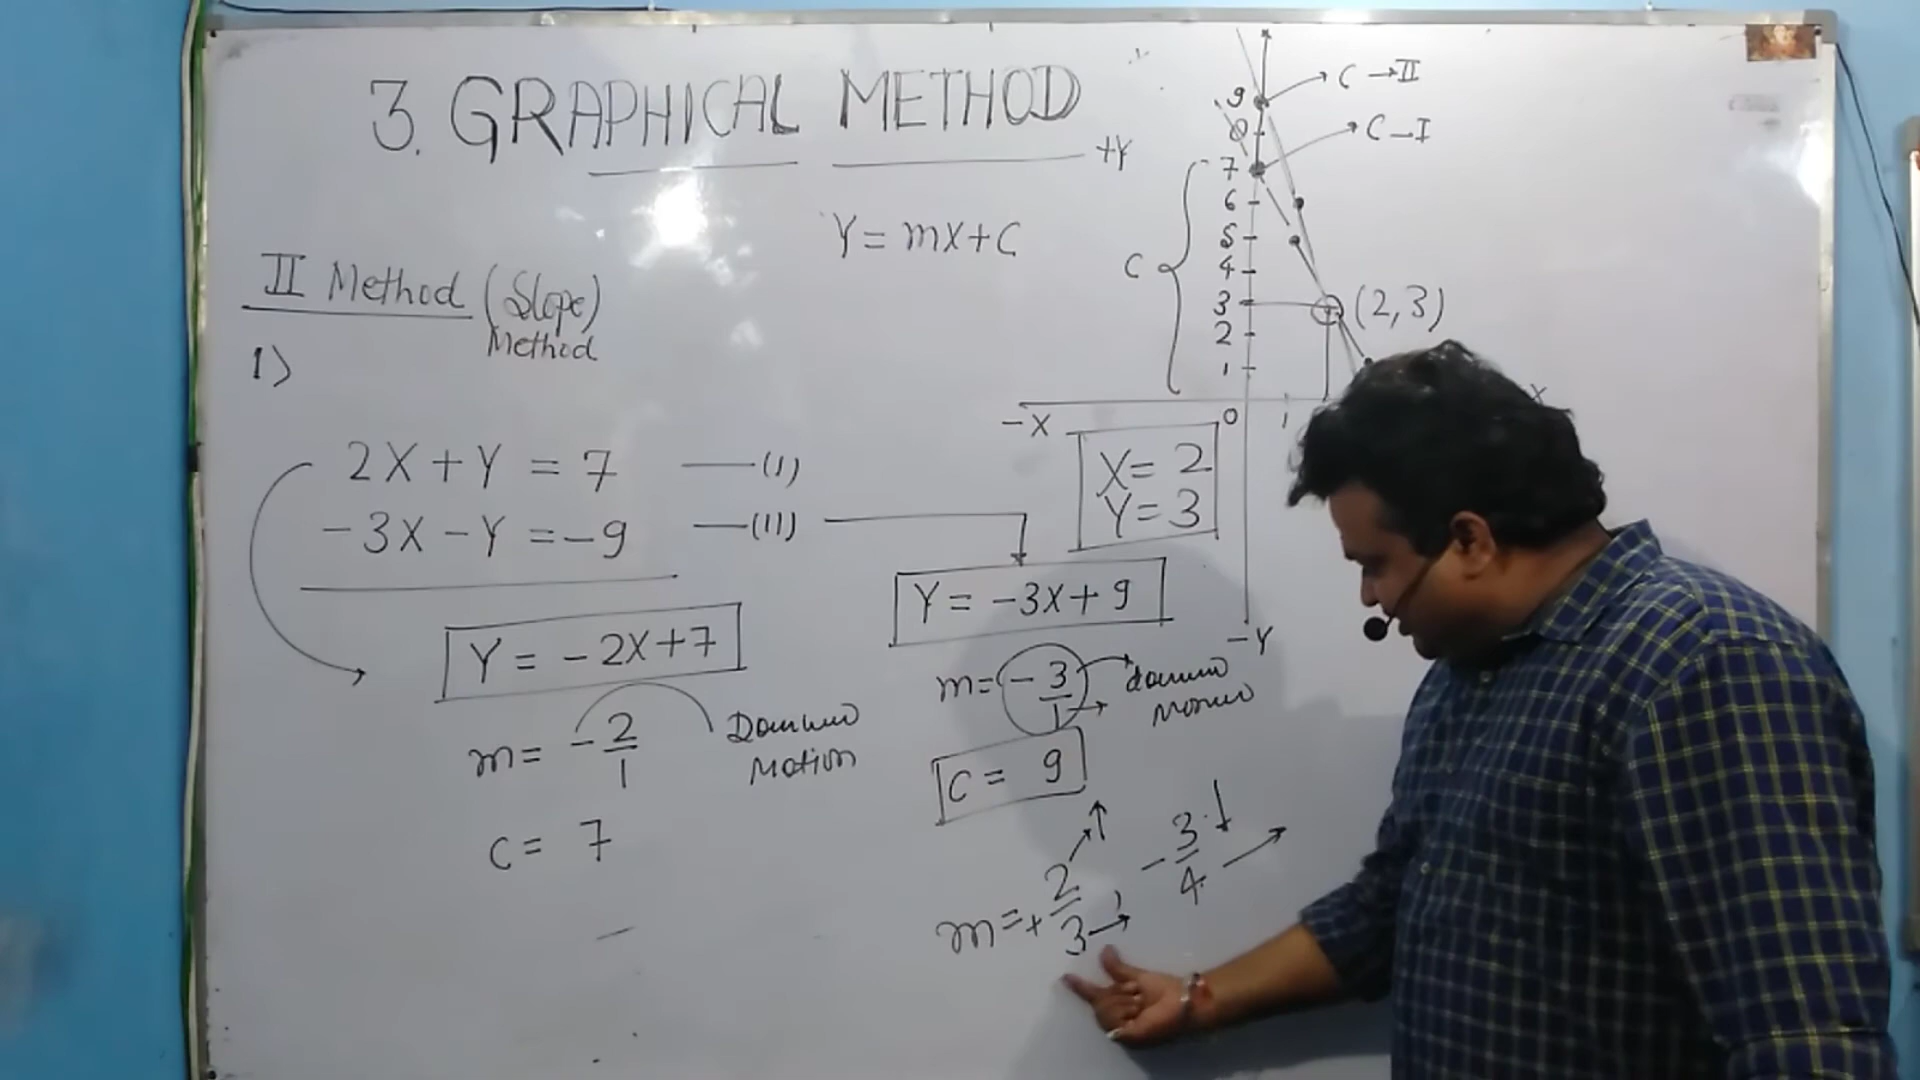 3. GRAPHICAL METHOD
Y = mX + C
II Method (Slope)
Method
1)
2X + Y = 7 —(I)
-3X - Y = -9 —(II)
Y = -2X + 7
m = -2/1
Motion
C = 7
Y = -3X + 9
m = -3/1
C = 9
m = + 2/3 , -3/4
+Y
C → II
C → I
9
8
7
6
5
4
3
2
1
C
(2, 3)
-X
0
1
X
-Y
X = 2
Y = 3